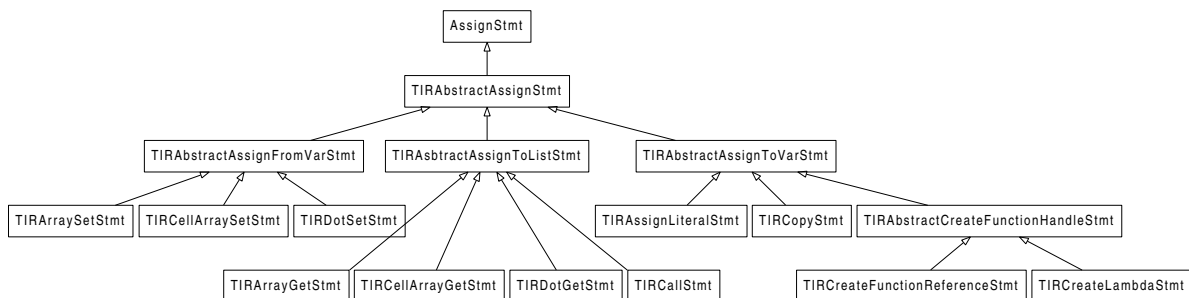 AssignStmt
TIRAbstractAssignStmt
TIRAbstractAssignFromVarStmt
TIRAsbtractAssignToListStmt
TIRAbstractAssignToVarStmt
TIRArraySetStmt
TIRCellArraySetStmt
TIRDotSetStmt
TIRAssignLiteralStmt
TIRCopyStmt
TIRAbstractCreateFunctionHandleStmt
TIRArrayGetStmt
TIRCellArrayGetStmt
TIRDotGetStmt
TIRCallStmt
TIRCreateFunctionReferenceStmt
TIRCreateLambdaStmt